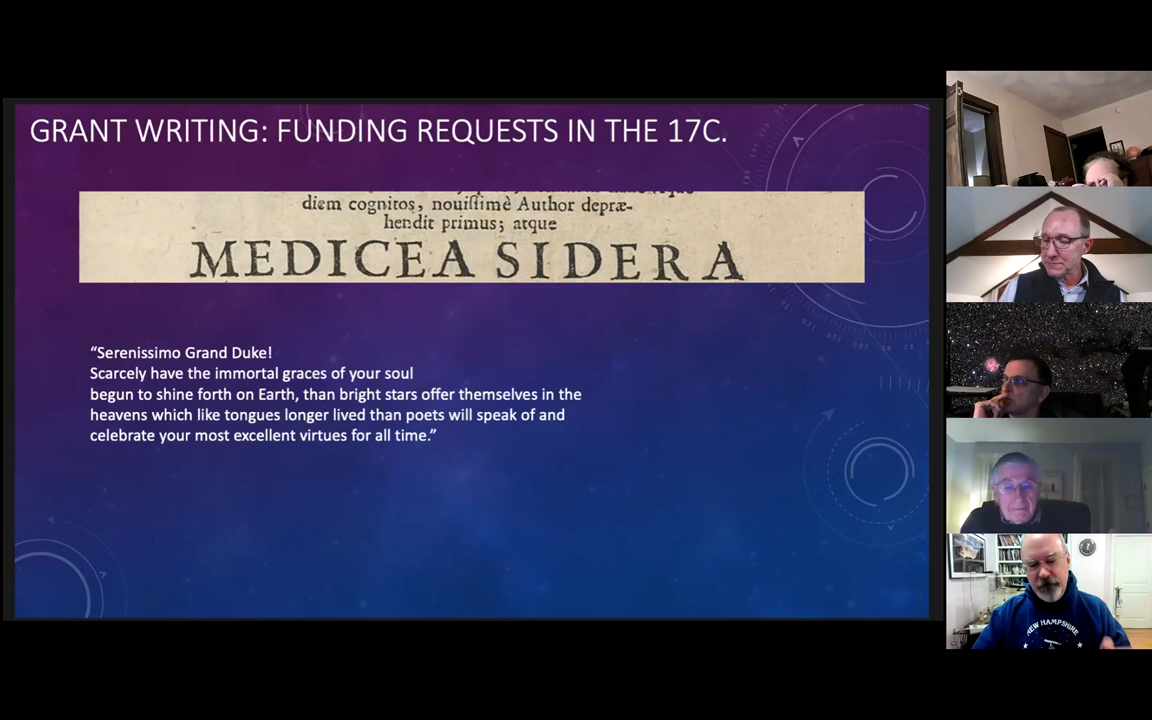 GRANT WRITING: FUNDING REQUESTS IN THE 17C.
diem cognitos, nouiſſimè Author depræ-
hendit primus; atque
MEDICEA SIDERA
“Serenissimo Grand Duke!
Scarcely have the immortal graces of your soul
begun to shine forth on Earth, than bright stars offer themselves in the
heavens which like tongues longer lived than poets will speak of and
celebrate your most excellent virtues for all time.”
NEW HAMPSHIRE